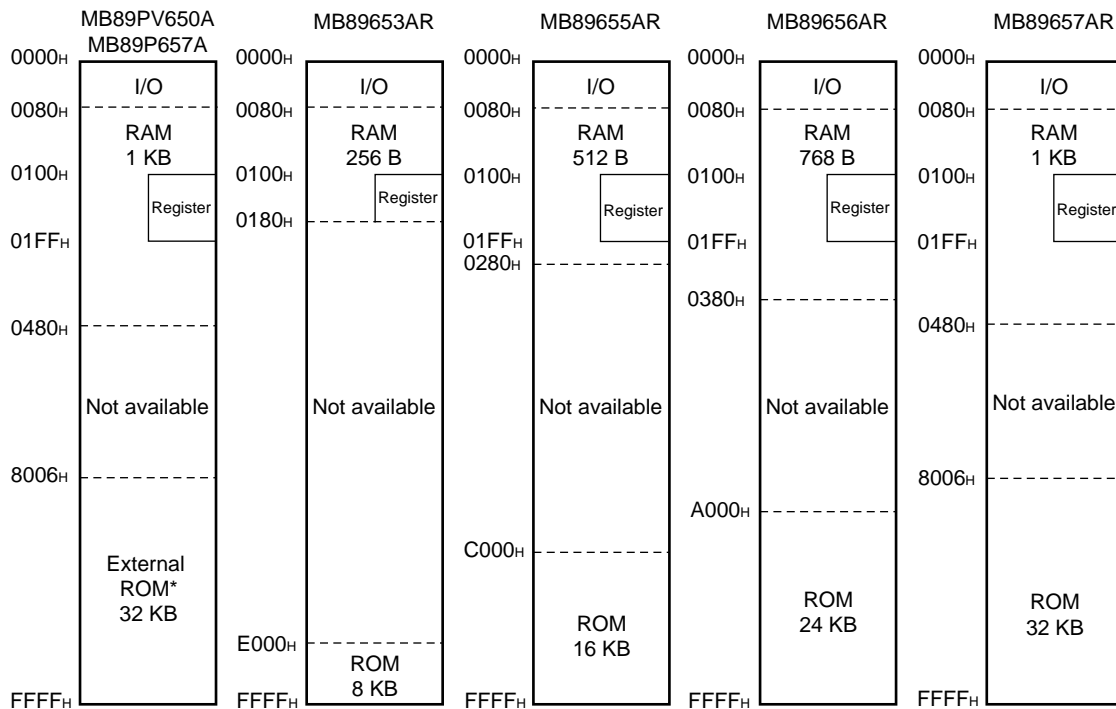 MB89PV650A
MB89P657A
0000H
I/O
0080H
RAM
1 KB
0100H
Register
01FFH
0480H
Not available
8006H
External
ROM*
32 KB
FFFFH
MB89653AR
0000H
I/O
0080H
RAM
256 B
0100H
Register
0180H
Not available
E000H
ROM
8 KB
FFFFH
MB89655AR
0000H
I/O
0080H
RAM
512 B
0100H
Register
01FFH
0280H
Not available
C000H
ROM
16 KB
FFFFH
MB89656AR
0000H
I/O
0080H
RAM
768 B
0100H
Register
01FFH
0380H
Not available
A000H
ROM
24 KB
FFFFH
MB89657AR
0000H
I/O
0080H
RAM
1 KB
0100H
Register
01FFH
0480H
Not available
8006H
ROM
32 KB
FFFFH